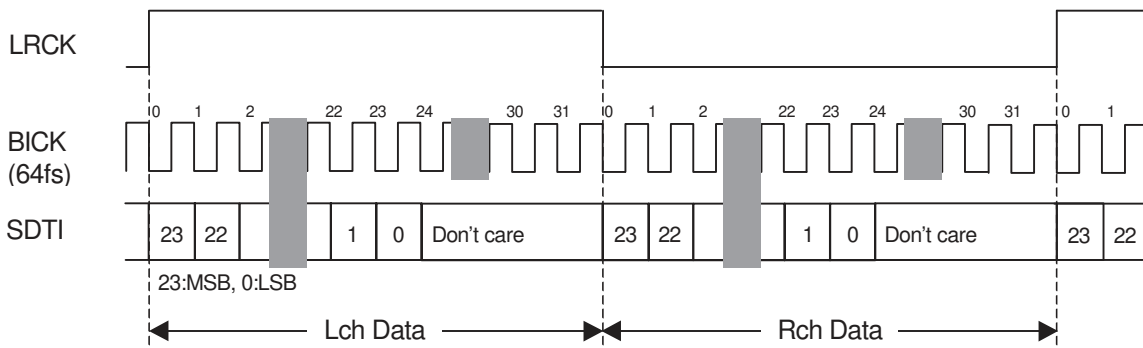 LRCK
0 1 2 22 23 24 30 31 0 1 2 22 23 24 30 31 0 1
BICK
(64fs)
SDTI 23 22 1 0 Don't care 23 22 1 0 Don't care 23 22
23:MSB, 0:LSB
Lch Data Rch Data